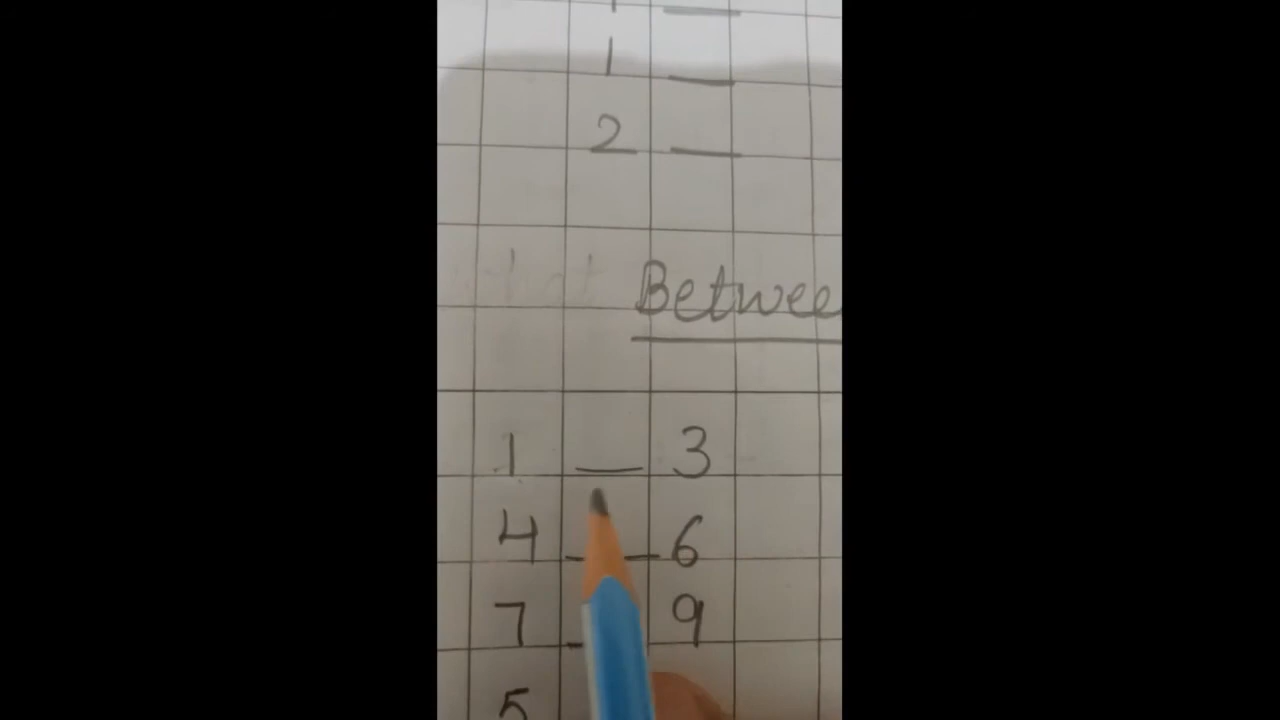 1 __
2 __
Betwee
1 __ 3
4 __ 6
7 __ 9
5